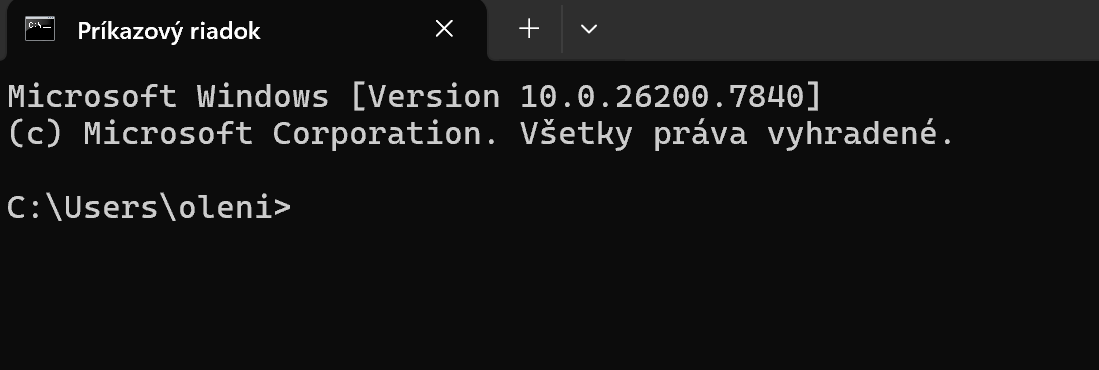 Príkazový riadok
Microsoft Windows [Version 10.0.26200.7840]
(c) Microsoft Corporation. Všetky práva vyhradené.
C:\Users\oleni>